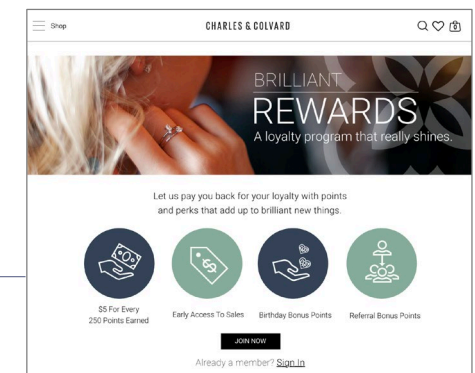 Shop
CHARLES & COLVARD
0
BRILLIANT
REWARDS
A loyalty program that really shines.
Let us pay you back for your loyalty with points
and perks that add up to brilliant new things.
$5 For Every
250 Points Earned
Early Access To Sales
Birthday Bonus Points
Referral Bonus Points
JOIN NOW
Already a member? Sign In